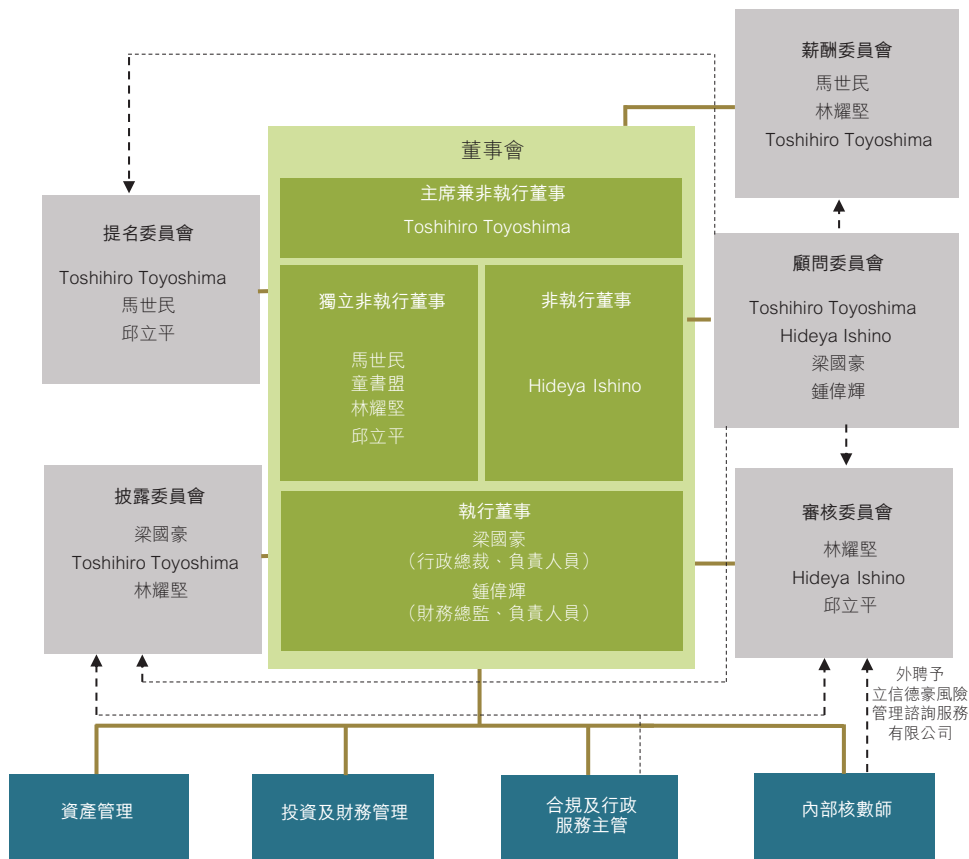 薪酬委員會
馬世民
林耀堅
Toshihiro Toyoshima
董事會
主席兼非執行董事
Toshihiro Toyoshima
提名委員會
Toshihiro Toyoshima
馬世民
邱立平
獨立非執行董事
馬世民
童書盟
林耀堅
邱立平
非執行董事
Hideya Ishino
顧問委員會
Toshihiro Toyoshima
Hideya Ishino
梁國豪
鍾偉輝
披露委員會
梁國豪
Toshihiro Toyoshima
林耀堅
執行董事
梁國豪
（行政總裁、負責人員）
鍾偉輝
（財務總監、負責人員）
審核委員會
林耀堅
Hideya Ishino
邱立平
外聘予
立信德豪風險
管理諮詢服務
有限公司
資產管理
投資及財務管理
合規及行政
服務主管
內部核數師